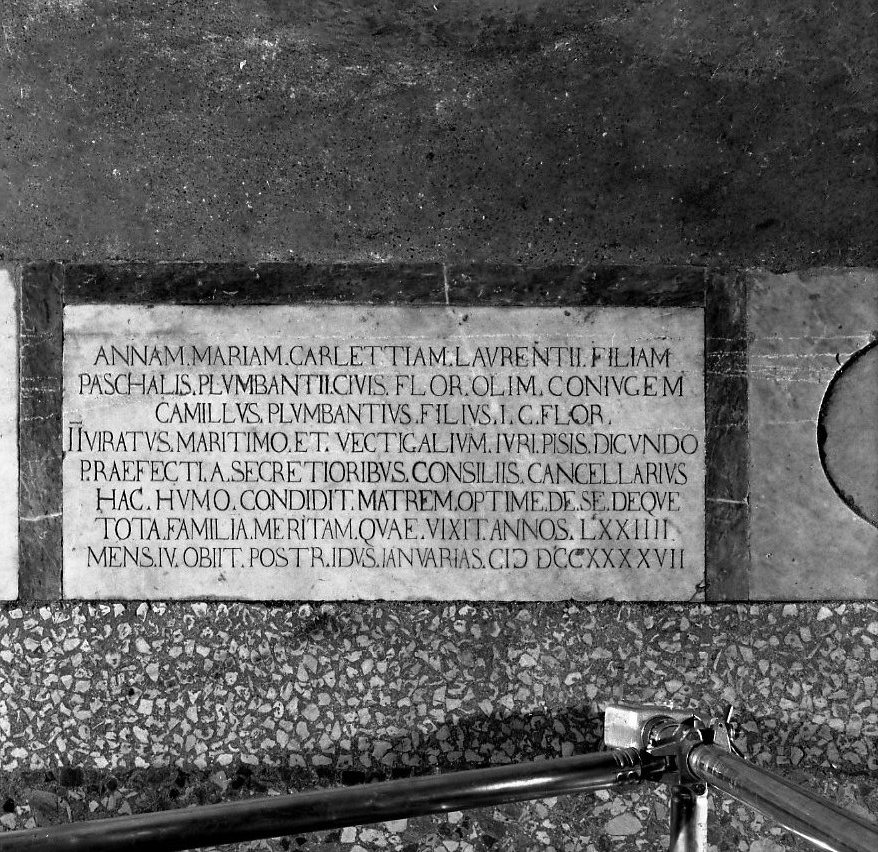 ANNAM.MARIAM.CARLETTIAM.LAVRENTII.FILIAM
PASCHALIS.PLVMBANTII.CIVIS.FLOR.OLIM.CONIVGEM
CAMILLVS.PLVMBANTIVS.FILIVS.I.C.FLOR.
IIVIRATVS.MARITIMO.ET.VECTIGALIVM.IVRI.PISIS.DICVNDO
PRAEFECTI.A.SECRETIORIBVS.CONSILIIS.CANCELLARIVS
HAC.HVMO.CONDIDIT.MATREM.OPTIME.DE.SE.DEQVE
TOTA.FAMILIA.MERITAM.QVAE.VIXIT.ANNOS.LXXIIII
MENS.IV.OBIIT.POSTR.IDVS.IANVARIAS.CIƆ DCCXXXXVII